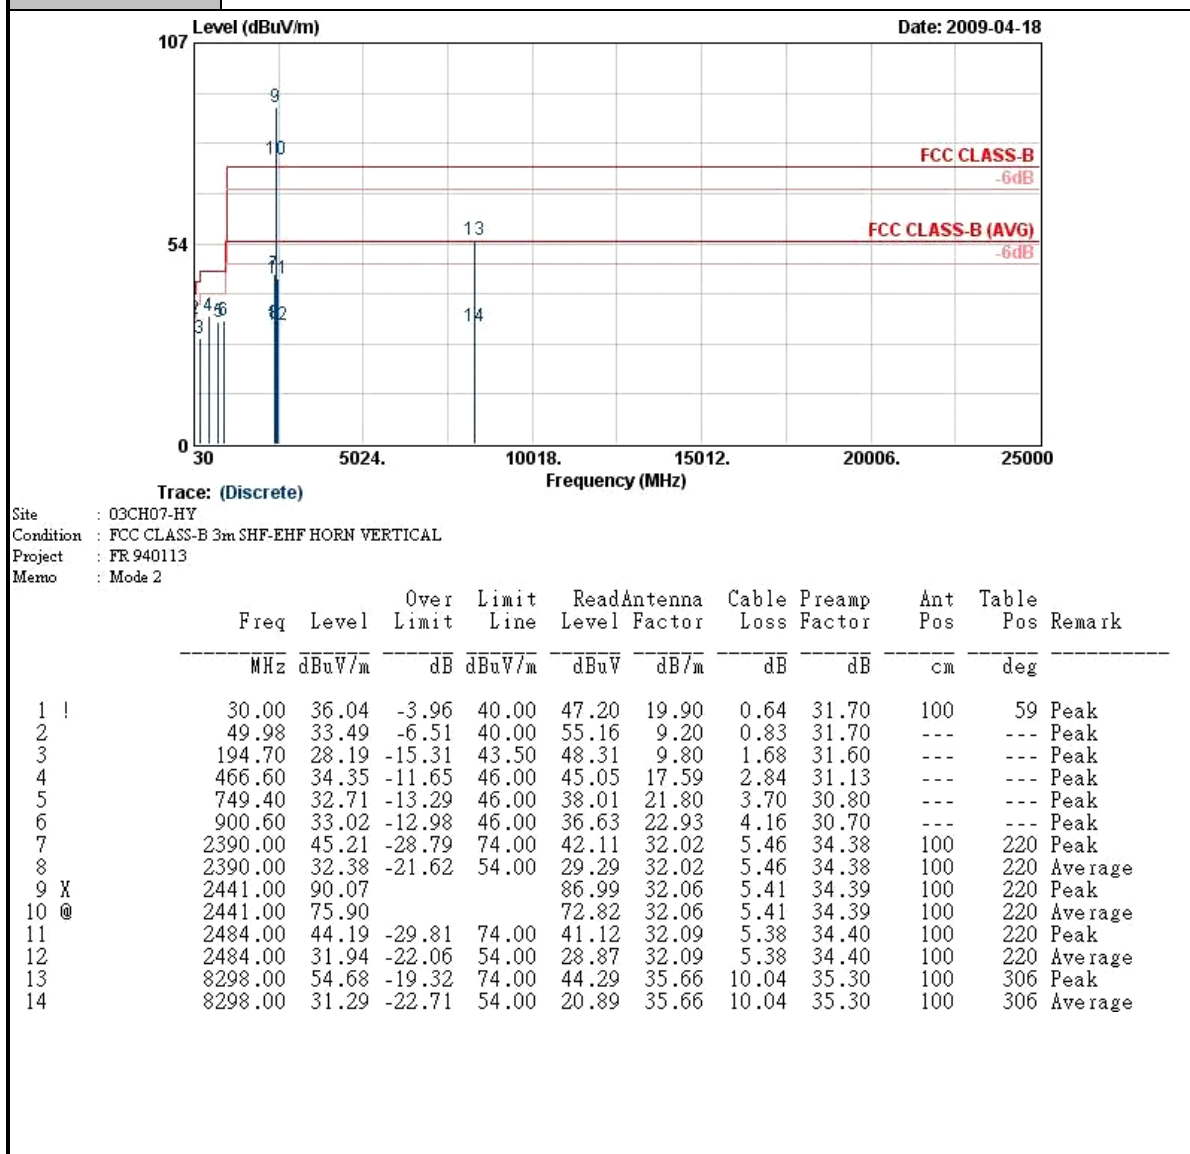 Level (dBuV/m) Date: 2009-04-18
107
9
10
FCC CLASS-B
-6dB
13
FCC CLASS-B (AVG)
54
-6dB
11
4 5 6
12
14
3
0
30 5024. 10018. 15012. 20006. 25000
Frequency (MHz)
Trace: (Discrete)
Site : 03CH07-HY
Condition : FCC CLASS-B 3m SHF-EHF HORN VERTICAL
Project : FR 940113
Memo : Mode 2
Over Limit ReadAntenna Cable Preamp Ant Table
Freq Level Limit Line Level Factor Loss Factor Pos Pos Remark
MHz dBuV/m dB dBuV/m dBuV dB/m dB dB cm deg
1 ! 30.00 36.04 -3.96 40.00 47.20 19.90 0.64 31.70 100 59 Peak
2 49.98 33.49 -6.51 40.00 55.16 9.20 0.83 31.70 --- --- Peak
3 194.70 28.19 -15.31 43.50 48.31 9.80 1.68 31.60 --- --- Peak
4 466.60 34.35 -11.65 46.00 45.05 17.59 2.84 31.13 --- --- Peak
5 749.40 32.71 -13.29 46.00 38.01 21.80 3.70 30.80 --- --- Peak
6 900.60 33.02 -12.98 46.00 36.63 22.93 4.16 30.70 --- --- Peak
7 2390.00 45.21 -28.79 74.00 42.11 32.02 5.46 34.38 100 220 Peak
8 2390.00 32.38 -21.62 54.00 29.29 32.02 5.46 34.38 100 220 Average
9 X 2441.00 90.07 86.99 32.06 5.41 34.39 100 220 Peak
10 @ 2441.00 75.90 72.82 32.06 5.41 34.39 100 220 Average
11 2484.00 44.19 -29.81 74.00 41.12 32.09 5.38 34.40 100 220 Peak
12 2484.00 31.94 -22.06 54.00 28.87 32.09 5.38 34.40 100 220 Average
13 8298.00 54.68 -19.32 74.00 44.29 35.66 10.04 35.30 100 306 Peak
14 8298.00 31.29 -22.71 54.00 20.89 35.66 10.04 35.30 100 306 Average